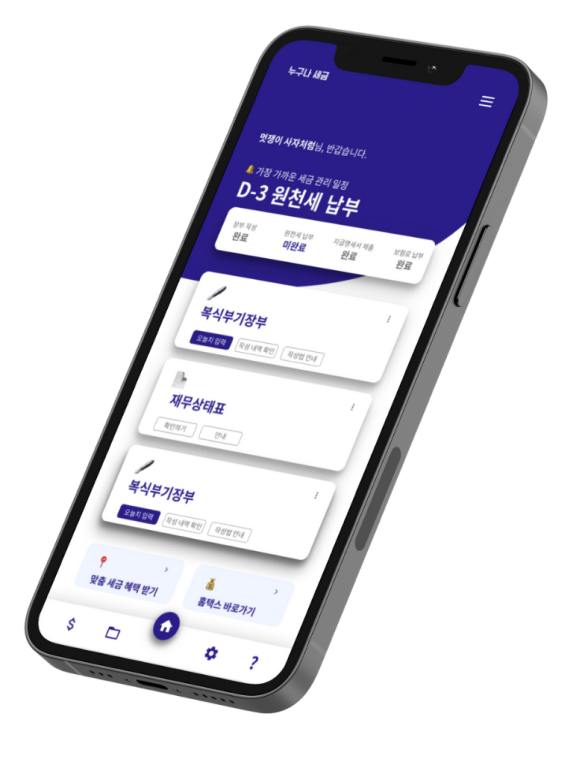 누구나 세금
멋쟁이 사자처럼님, 반갑습니다.
가장 가까운 세금 관리 일정
D-3 원천세 납부
장부 작성 원천세 납부 지급명세서 제출 보험료 납부
완료 미완료 완료 완료
복식부기장부
오늘치 입력 작성 내역 확인 작성법 안내
재무상태표
확인하기 안내
복식부기장부
오늘치 입력 작성 내역 확인 작성법 안내
맞춤 세금 혜택 받기 홈텍스 바로가기
$ ?